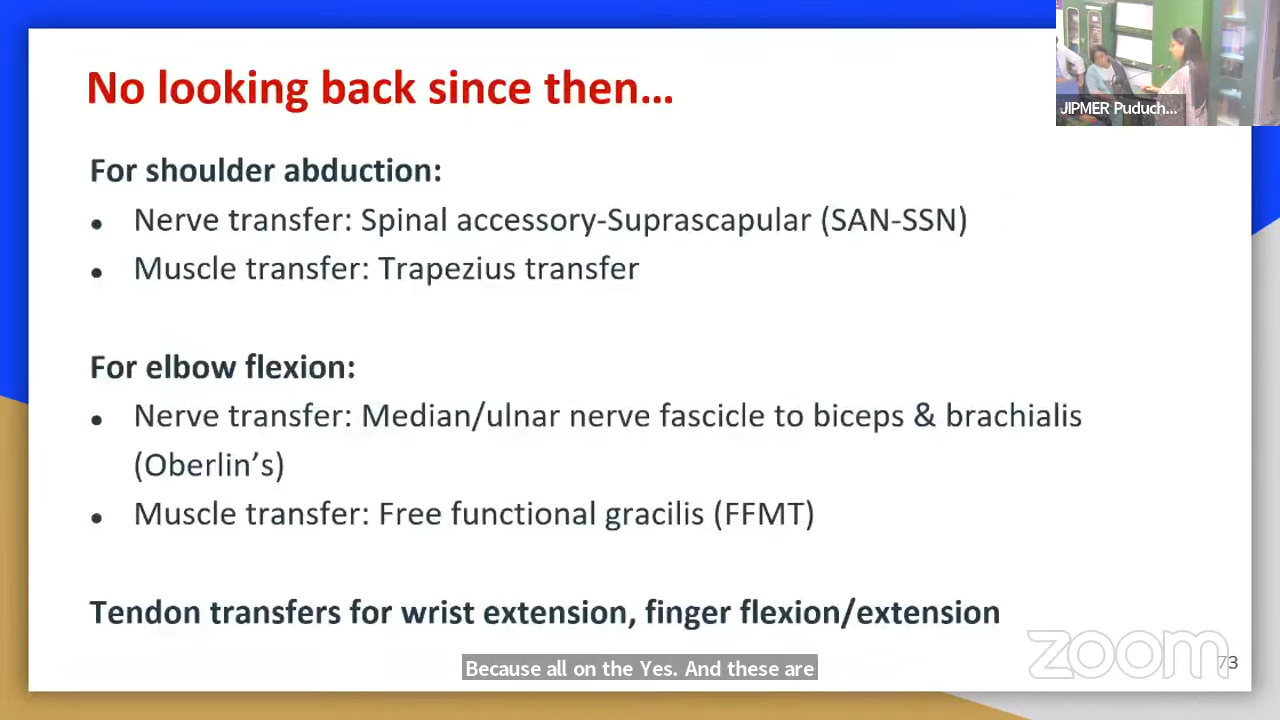 No looking back since then...
JIPMER Puduch...
For shoulder abduction:
● Nerve transfer: Spinal accessory-Suprascapular (SAN-SSN)
● Muscle transfer: Trapezius transfer
For elbow flexion:
● Nerve transfer: Median/ulnar nerve fascicle to biceps & brachialis
(Oberlin’s)
● Muscle transfer: Free functional gracilis (FFMT)
Tendon transfers for wrist extension, finger flexion/extension
zoom
73
Because all on the Yes. And these are